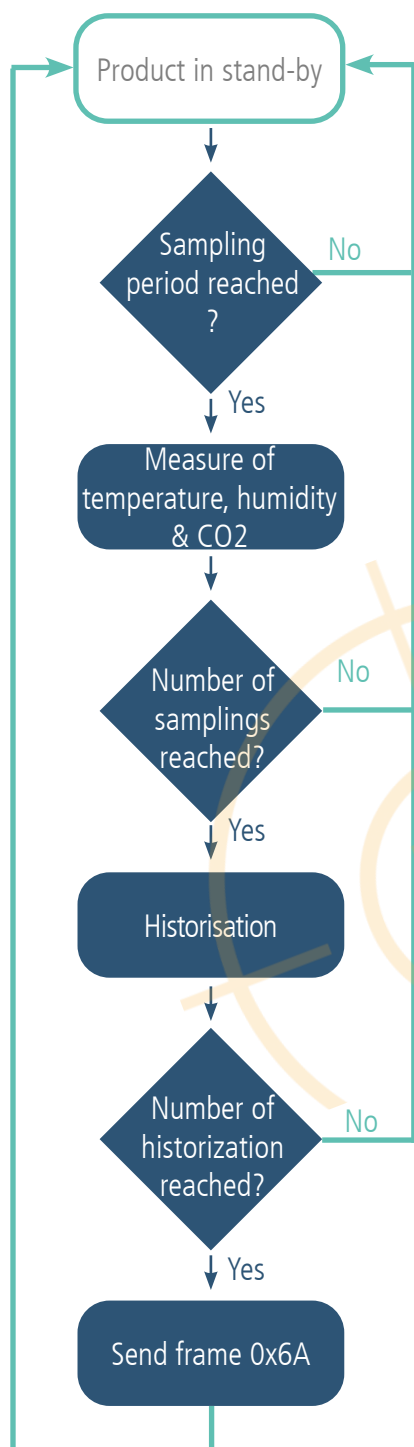 Product in stand-by
Sampling
period reached
?
No
Yes
Measure of
temperature, humidity
& CO2
Number of
samplings
reached?
No
Yes
Historisation
Number of
historization
reached?
No
Yes
Send frame 0x6A